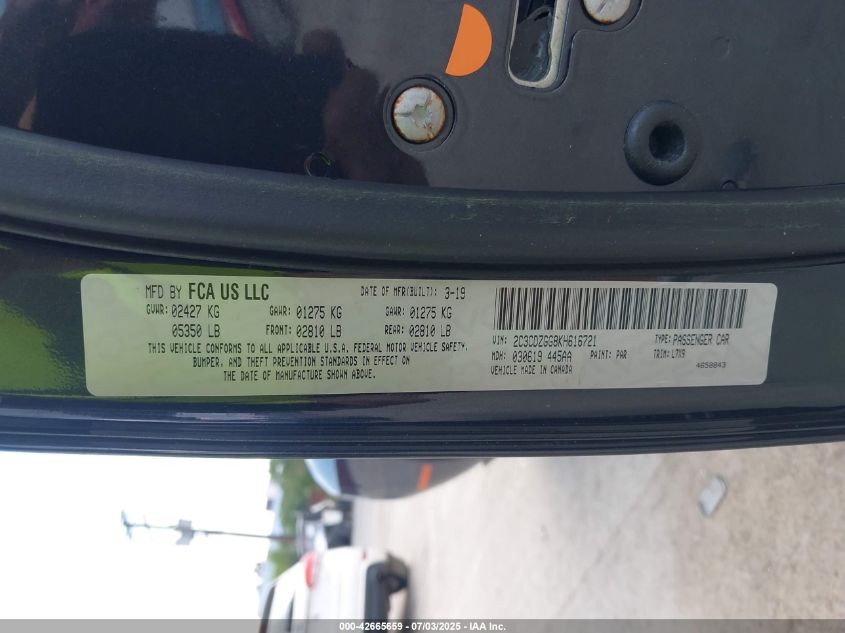 MFD BY FCA US LLC
DATE OF MFR(BUILT): 3-19
GVWR: 02427 KG GAWR: 01275 KG 01275 KG
05350 LB FRONT: 02810 LB REAR: 02810 LB
THIS VEHICLE CONFORMS TO ALL APPLICABLE FEDERAL MOTOR VEHICLE SAFETY,
BUMPER, AND THEFT PREVENTION STANDARDS IN EFFECT ON
THE DATE OF MANUFACTURE SHOWN ABOVE.
VIN: 2C3CDZGG8KH616721 TYPE: PASSENGER CAR
MDH: 030619 445AA PAINT: PAR TRIM: L7X9
VEHICLE MADE IN CANADA 4650843
000-42665659 - 07/03/2025 - IAA Inc.